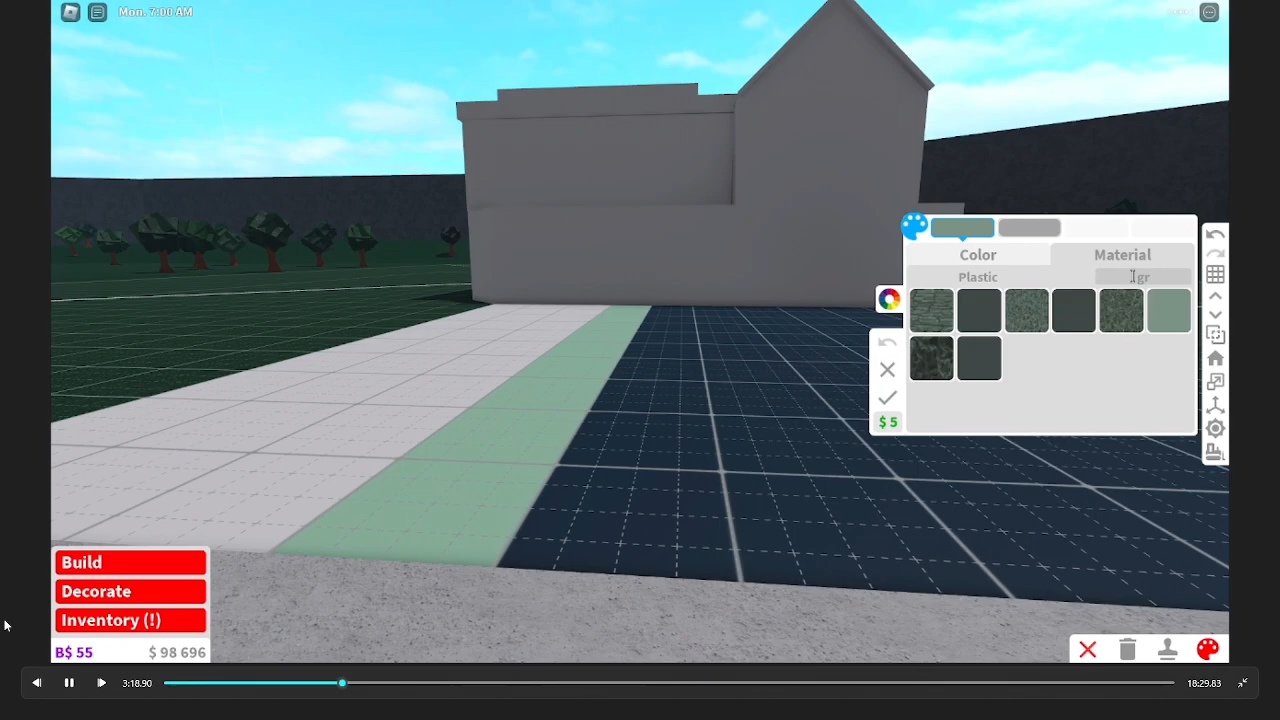 Mon. 7:00 AM
Color
Material
Plastic
gr
$ 5
Build
Decorate
Inventory (!)
B$ 55
$ 98 696
3:18.90
18:29.83